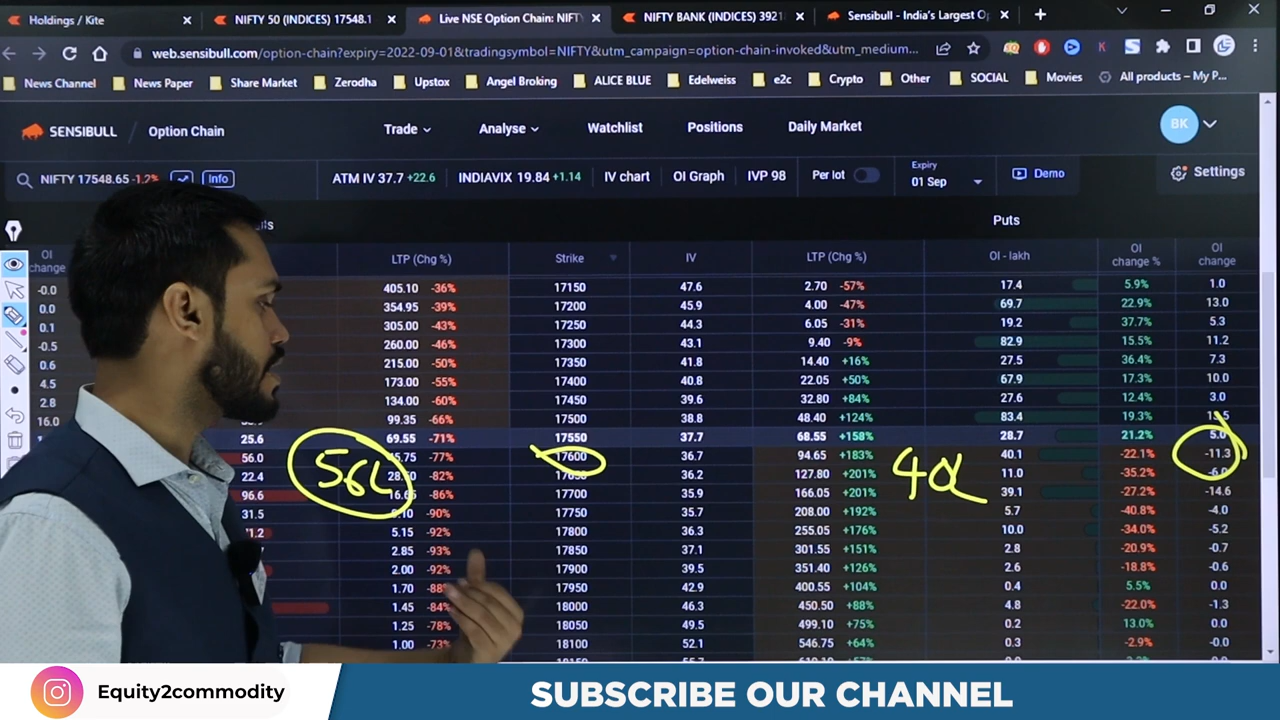 Holdings / Kite
NIFTY 50 (INDICES) 17548.1
Live NSE Option Chain: NIFT
NIFTY BANK (INDICES) 3921
Sensibull - India's Largest O
web.sensibull.com/option-chain?expiry=2022-09-01&tradingsymbol=NIFTY&utm_campaign=option-chain-invoked&utm_medium...
News Channel News Paper Share Market Zerodha Upstox Angel Broking ALICE BLUE Edelweiss e2c Crypto Other SOCIAL Movies All products – My P...
SENSIBULL / Option Chain Trade Analyse Watchlist Positions Daily Market BK
NIFTY 17548.65 -1.2% Info ATM IV 37.7 +22.6 INDIAVIX 19.84 +1.14 IV chart OI Graph IVP 98 Per lot Expiry 01 Sep Demo Settings
Puts
OI change LTP (Chg %) Strike IV LTP (Chg %) OI - lakh OI change % OI change
-0.0 405.10 -36% 17150 47.6 2.70 -57% 17.4 5.9% 1.0
0.0 354.95 -39% 17200 45.9 4.00 -47% 69.7 22.9% 13.0
0.1 305.00 -43% 17250 44.3 6.05 -31% 19.2 37.7% 5.3
-0.5 260.00 -46% 17300 43.1 9.40 -9% 82.9 15.5% 11.2
0.6 215.00 -50% 17350 41.8 14.40 +16% 27.5 36.4% 7.3
4.5 173.00 -55% 17400 40.8 22.05 +50% 67.9 17.3% 10.0
2.8 134.00 -60% 17450 39.6 32.80 +84% 27.6 12.4% 3.0
16.0 99.35 -66% 17500 38.8 48.40 +124% 83.4 19.3%
25.6 69.55 -71% 17550 37.7 68.55 +158% 28.7 21.2% 5.0
56.0 -77% 17600 36.7 94.65 +183% 40.1 -22.1% -11.3
22.4 -82% 17650 36.2 127.80 +201% 11.0 -35.2% -6.0
96.6 -86% 17700 35.9 166.05 +201% 39.1 -27.2% -14.6
31.5 -90% 17750 35.7 208.00 +192% 5.7 -40.8% -4.0
5.15 -92% 17800 36.3 255.05 +176% 10.0 -34.0% -5.2
2.85 -93% 17850 37.1 301.55 +151% 2.8 -20.9% -0.7
2.00 -92% 17900 39.5 351.40 +126% 2.6 -18.8% -0.6
1.70 -88% 17950 42.9 400.55 +104% 0.4 5.5% 0.0
1.45 -84% 18000 46.3 450.50 +88% 4.8 -22.0% -1.3
1.25 -78% 18050 49.5 499.10 +75% 0.2 13.0% 0.0
1.00 -73% 18100 52.1 546.75 +64% 0.3 -2.9% -0.0
56L
Equity2commodity
SUBSCRIBE OUR CHANNEL